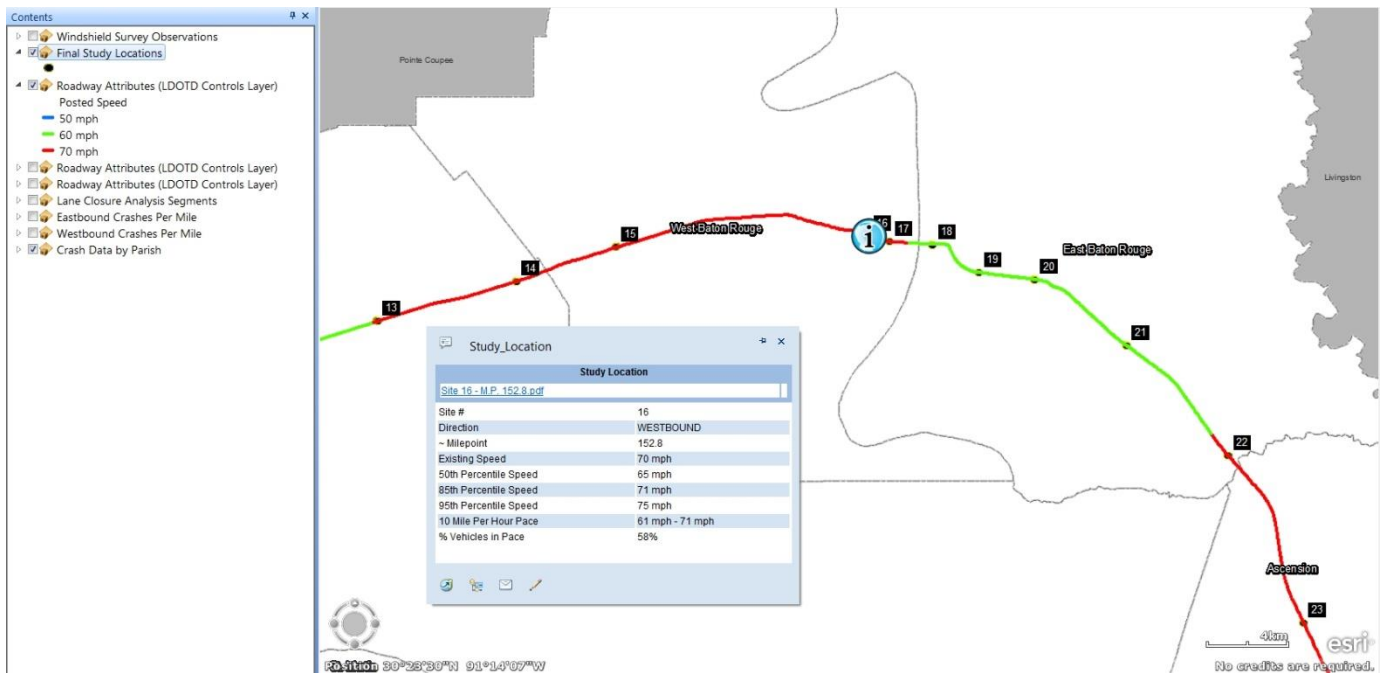 Contents
Windshield Survey Observations
Final Study Locations
Roadway Attributes (LDOTD Controls Layer)
Posted Speed
50 mph
60 mph
70 mph
Roadway Attributes (LDOTD Controls Layer)
Roadway Attributes (LDOTD Controls Layer)
Lane Closure Analysis Segments
Eastbound Crashes Per Mile
Westbound Crashes Per Mile
Crash Data by Parish
Pointe Coupee
Livingston
West Baton Rouge
East Baton Rouge
Ascension
13
14
15
17
18
19
20
21
22
23
Study_Location
Study Location
Site 16 - M.P. 152.8.pdf
Site # 16
Direction WESTBOUND
~ Milepoint 152.8
Existing Speed 70 mph
50th Percentile Speed 65 mph
85th Percentile Speed 71 mph
95th Percentile Speed 75 mph
10 Mile Per Hour Pace 61 mph - 71 mph
% Vehicles in Pace 58%
Position 30°23'30"N 91°14'07"W
4km
esri
No credits are required.